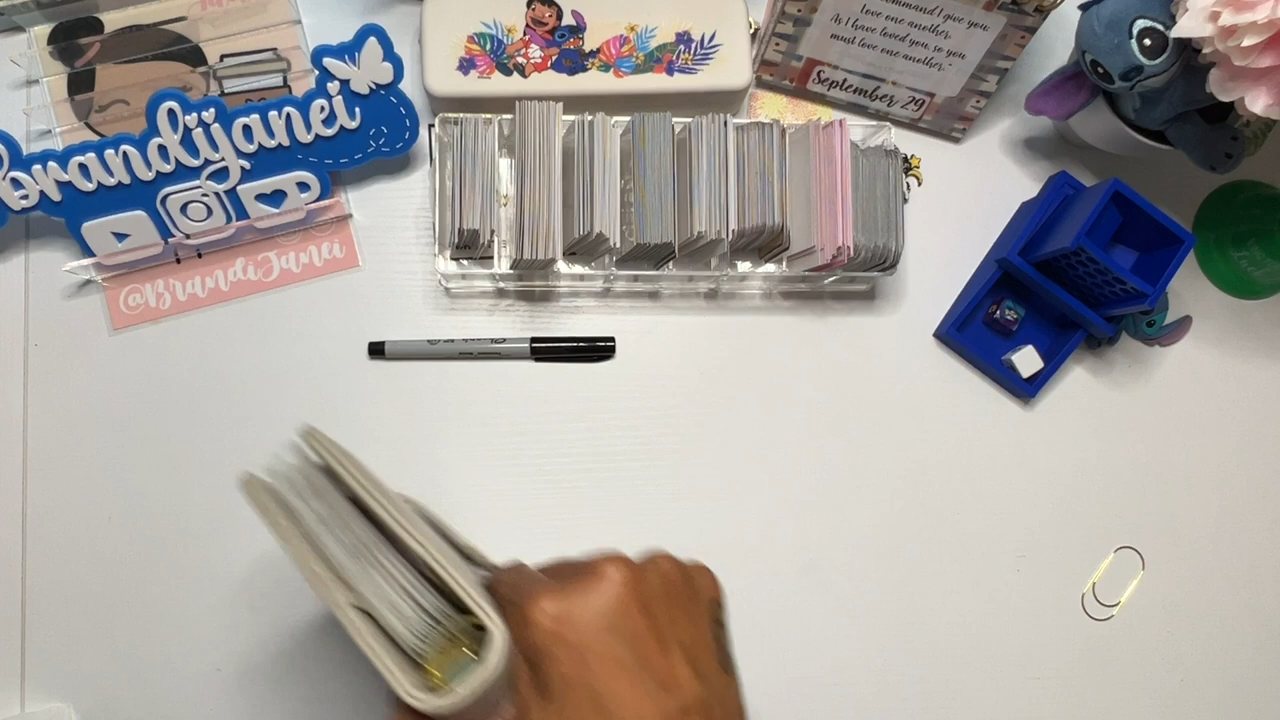 brandijanei
@BrandiJanei
command I give you:
Love one another.
As I have loved you, so you
must love one another."
September 29